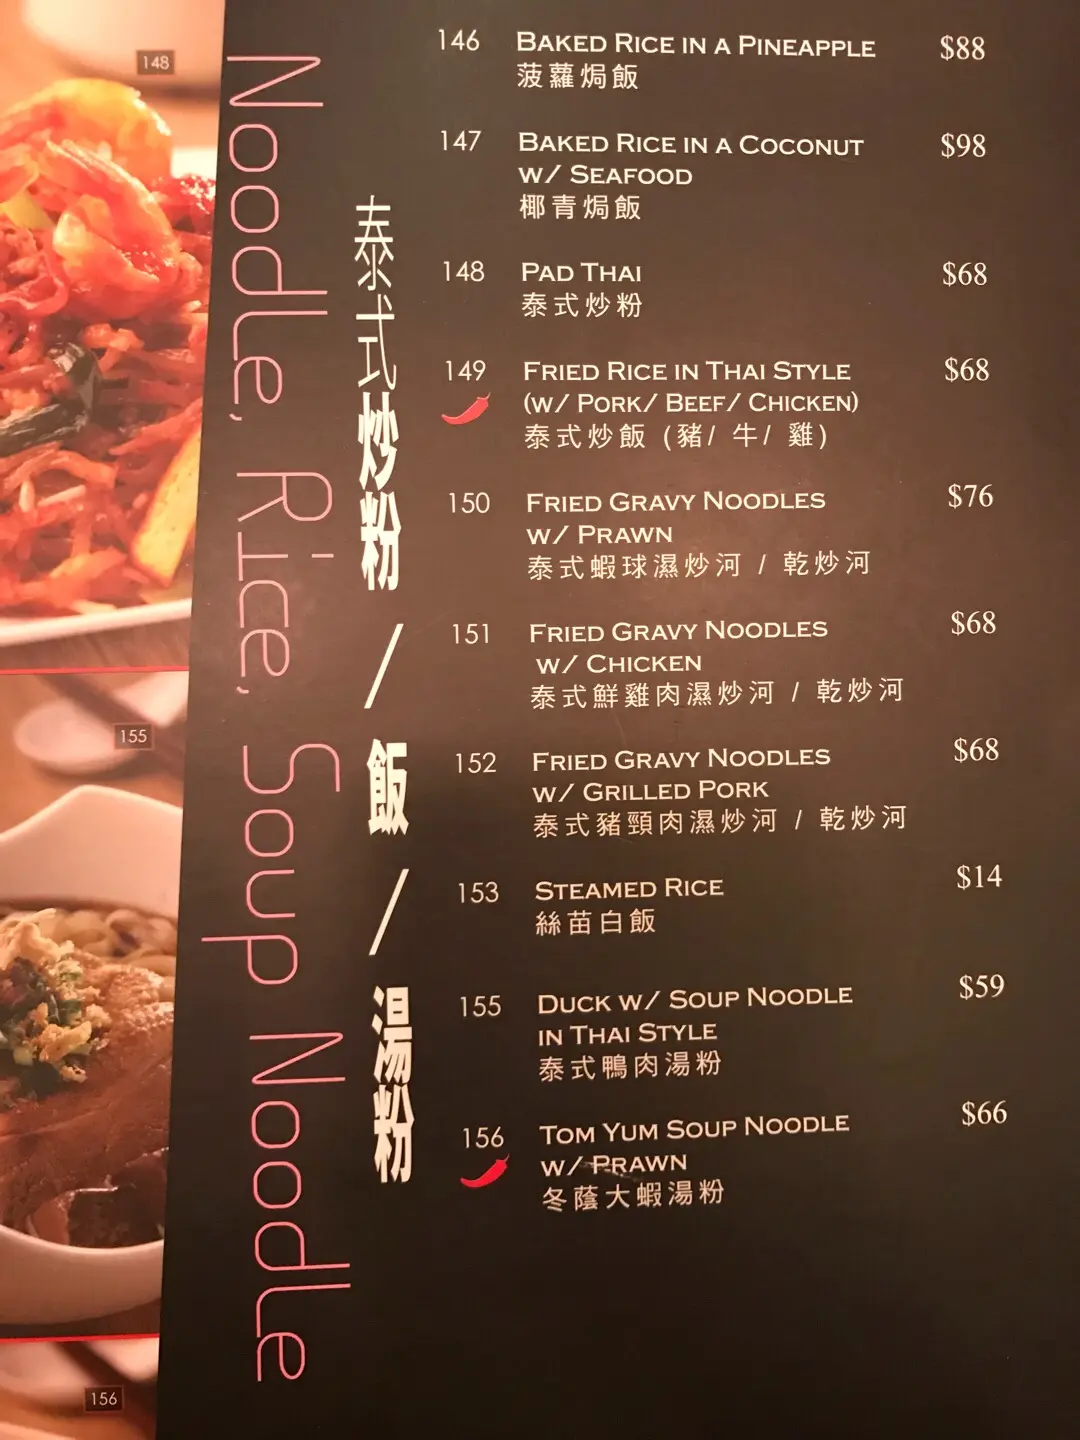 148
155
156
Noodle, Rice, Soup Noodle
泰式炒粉 / 飯 / 湯粉
146 BAKED RICE IN A PINEAPPLE $88
菠蘿焗飯
147 BAKED RICE IN A COCONUT $98
W/ SEAFOOD
椰青焗飯
148 PAD THAI $68
泰式炒粉
149 FRIED RICE IN THAI STYLE $68
(W/ PORK/ BEEF/ CHICKEN)
泰式炒飯 (豬/ 牛/ 雞)
150 FRIED GRAVY NOODLES $76
W/ PRAWN
泰式蝦球濕炒河 / 乾炒河
151 FRIED GRAVY NOODLES $68
W/ CHICKEN
泰式鮮雞肉濕炒河 / 乾炒河
152 FRIED GRAVY NOODLES $68
W/ GRILLED PORK
泰式豬頸肉濕炒河 / 乾炒河
153 STEAMED RICE $14
絲苗白飯
155 DUCK W/ SOUP NOODLE $59
IN THAI STYLE
泰式鴨肉湯粉
156 TOM YUM SOUP NOODLE $66
W/ PRAWN
冬蔭大蝦湯粉